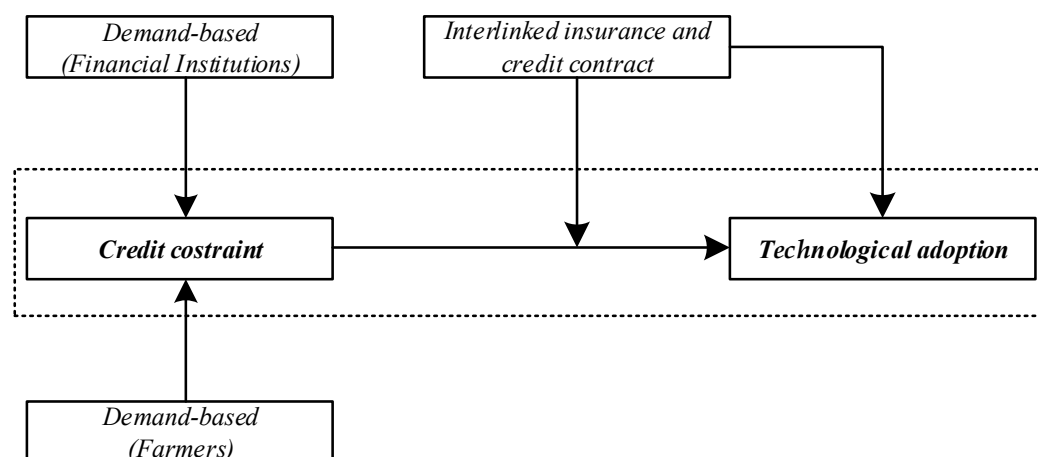 Demand-based
(Financial Institutions)
Interlinked insurance and
credit contract
Credit costraint
Technological adoption
Demand-based
(Farmers)